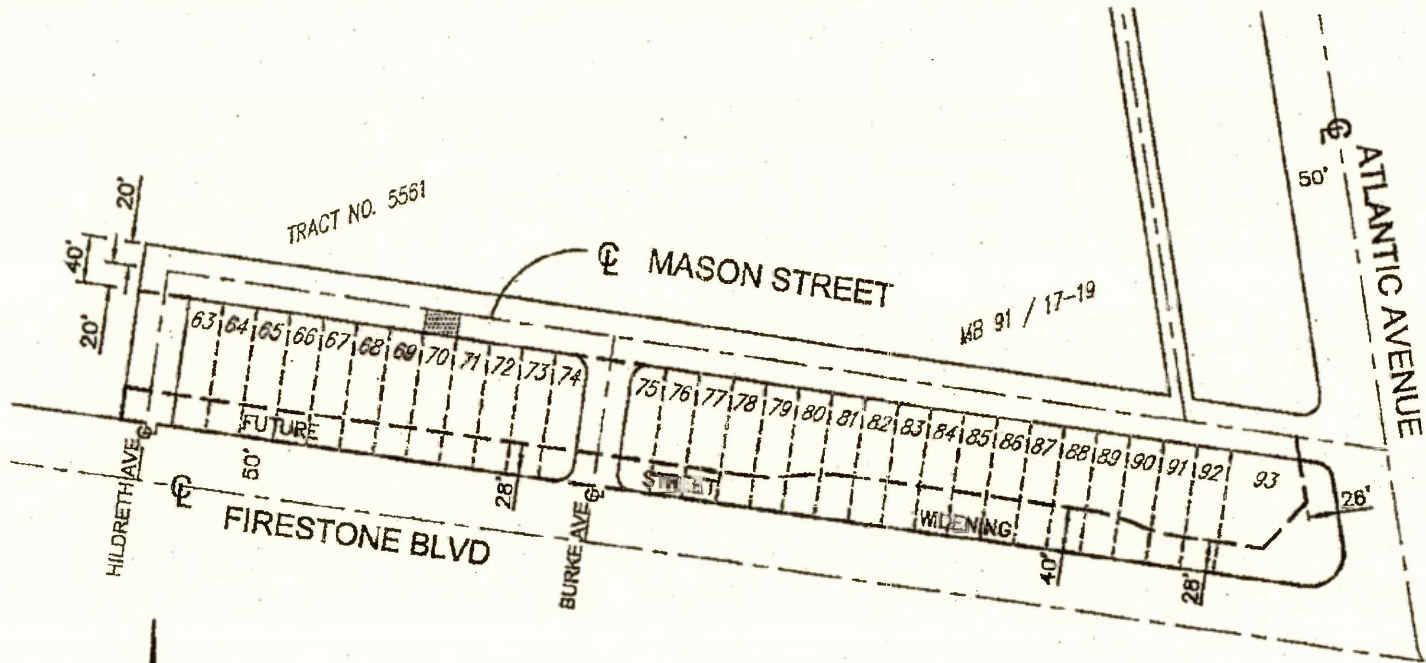 20'
40'
20'
TRACT NO. 5561
℄ MASON STREET
MB 91 / 17-19
50'
℄ ATLANTIC AVENUE
63 64 65 66 67 68 69 70 71 72 73 74
75 76 77 78 79 80 81 82 83 84 85 86 87 88 89 90 91 92 93
FUTURE
STREET
WIDENING
50'
28'
40'
28'
26'
HILDRETH AVE ℄
℄ FIRESTONE BLVD
BURKE AVE ℄